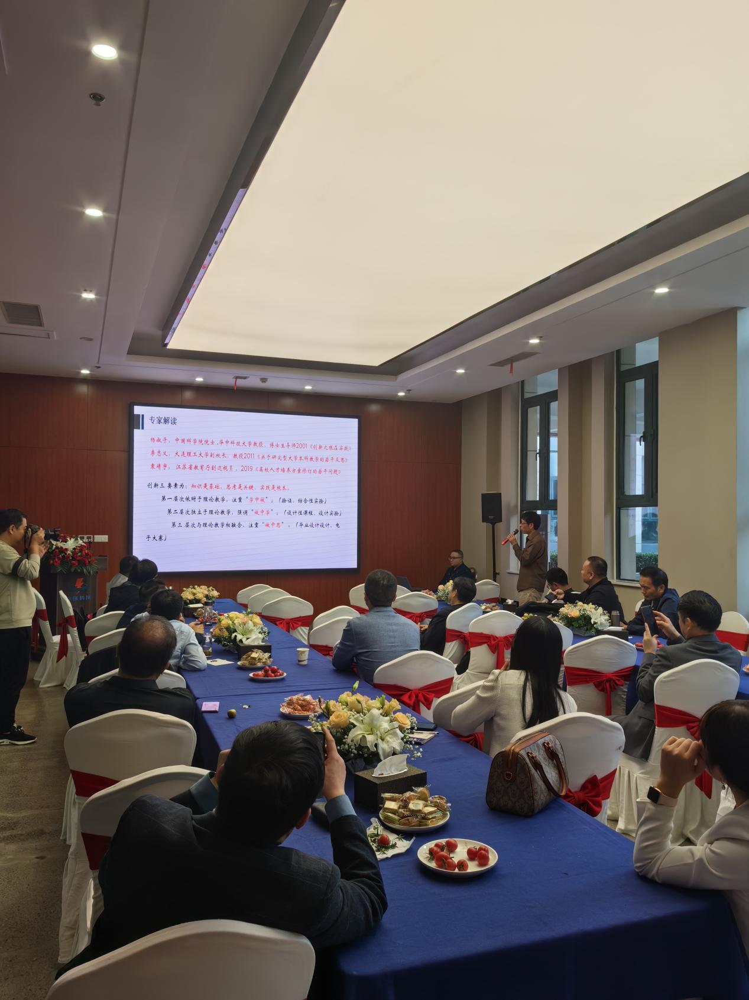 专家解读
杨叔子，中国科学院院士、华中科技大学教授、博士生导师2001《创新之根在实践》
李志义，大连理工大学副校长，教授2011《关于研究型大学本科教学的若干反思》
袁靖宇，江苏省教育厅副巡视员，2019《高校人才培养方案修订的若干问题》
创新三要素为：知识是基础，思考是关键，实践是根本。
第一层次依附于理论教学，注重“学中做”；（验证、综合性实验）
第二层次独立于理论教学，强调“做中学”；（设计性课程、设计实验）
第三层次与理论教学相融合，注重“做中思”。（毕业设计设计、电
子大赛）
创科技